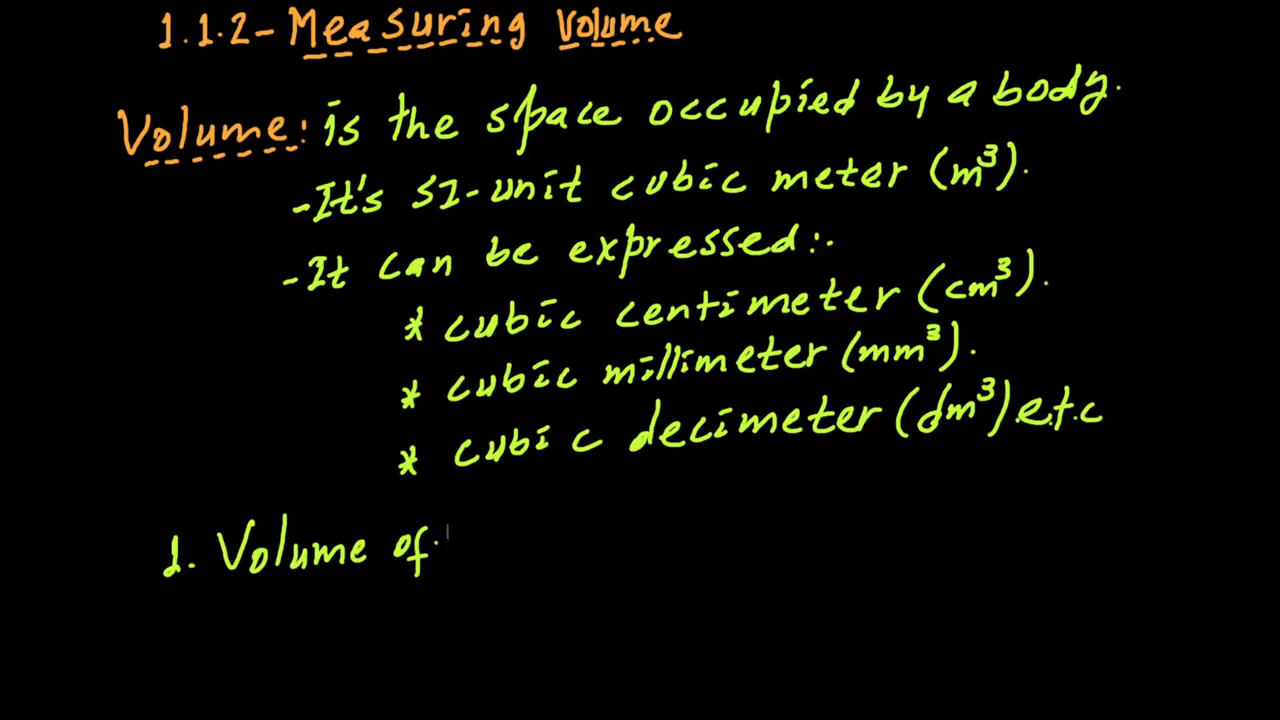 1.1.2- Measuring Volume
Volume: is the space occupied by a body.
-It's SI-unit cubic meter (m³).
-It can be expressed:.
* cubic centimeter (cm³).
* cubic millimeter (mm³).
* cubic decimeter (dm³).e.t.c
1. Volume of.